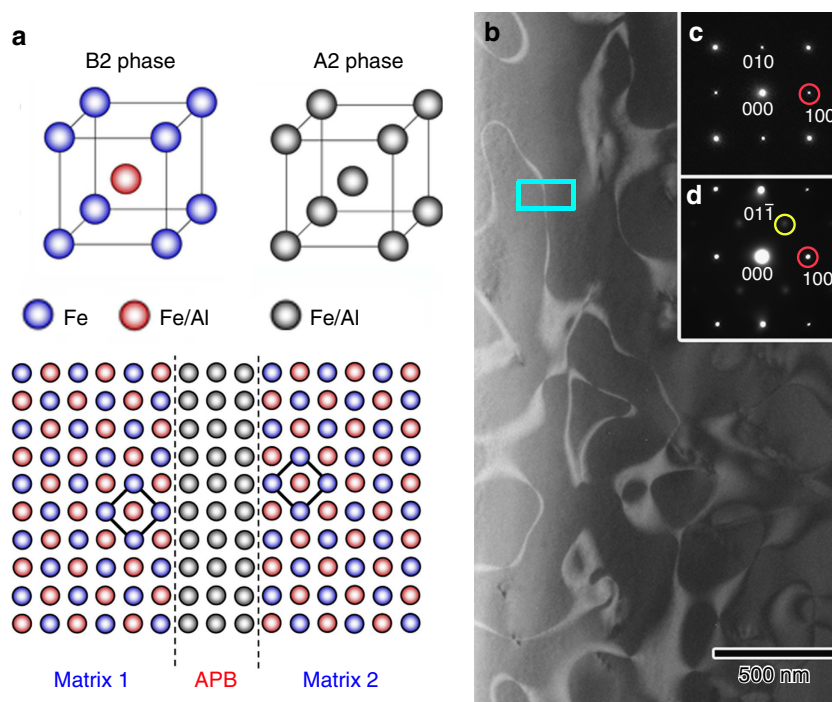 a
B2 phase
A2 phase
Fe
Fe/Al
Fe/Al
Matrix 1
APB
Matrix 2
b
500 nm
c
010
000
100
d
011̅
000
100